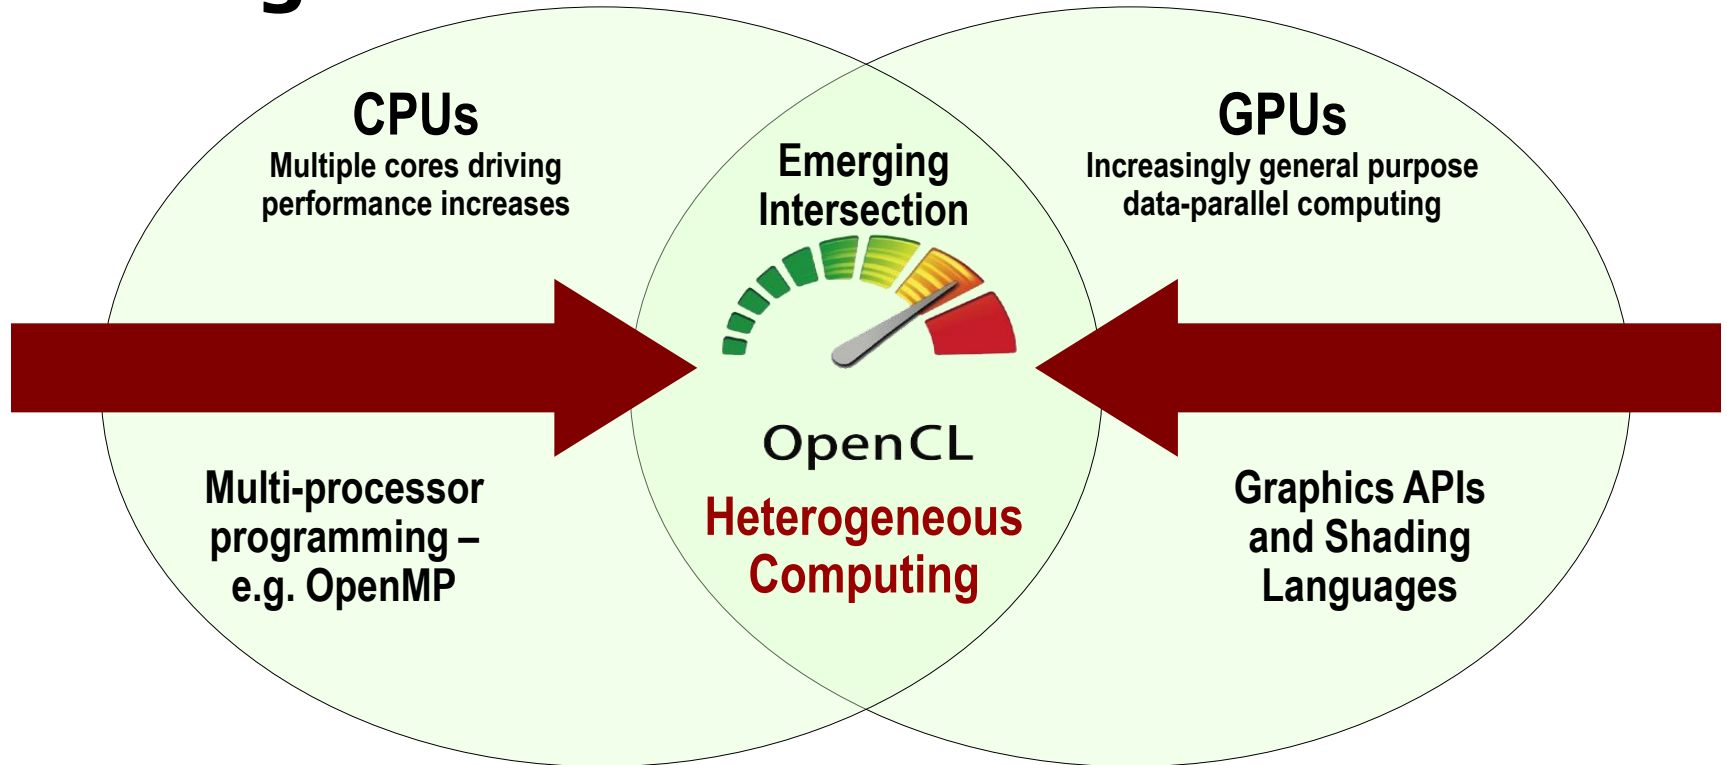 CPUs
Multiple cores driving
performance increases
Emerging
Intersection
GPUs
Increasingly general purpose
data-parallel computing
OpenCL
Multi-processor
programming –
e.g. OpenMP
Heterogeneous
Computing
Graphics APIs
and Shading
Languages